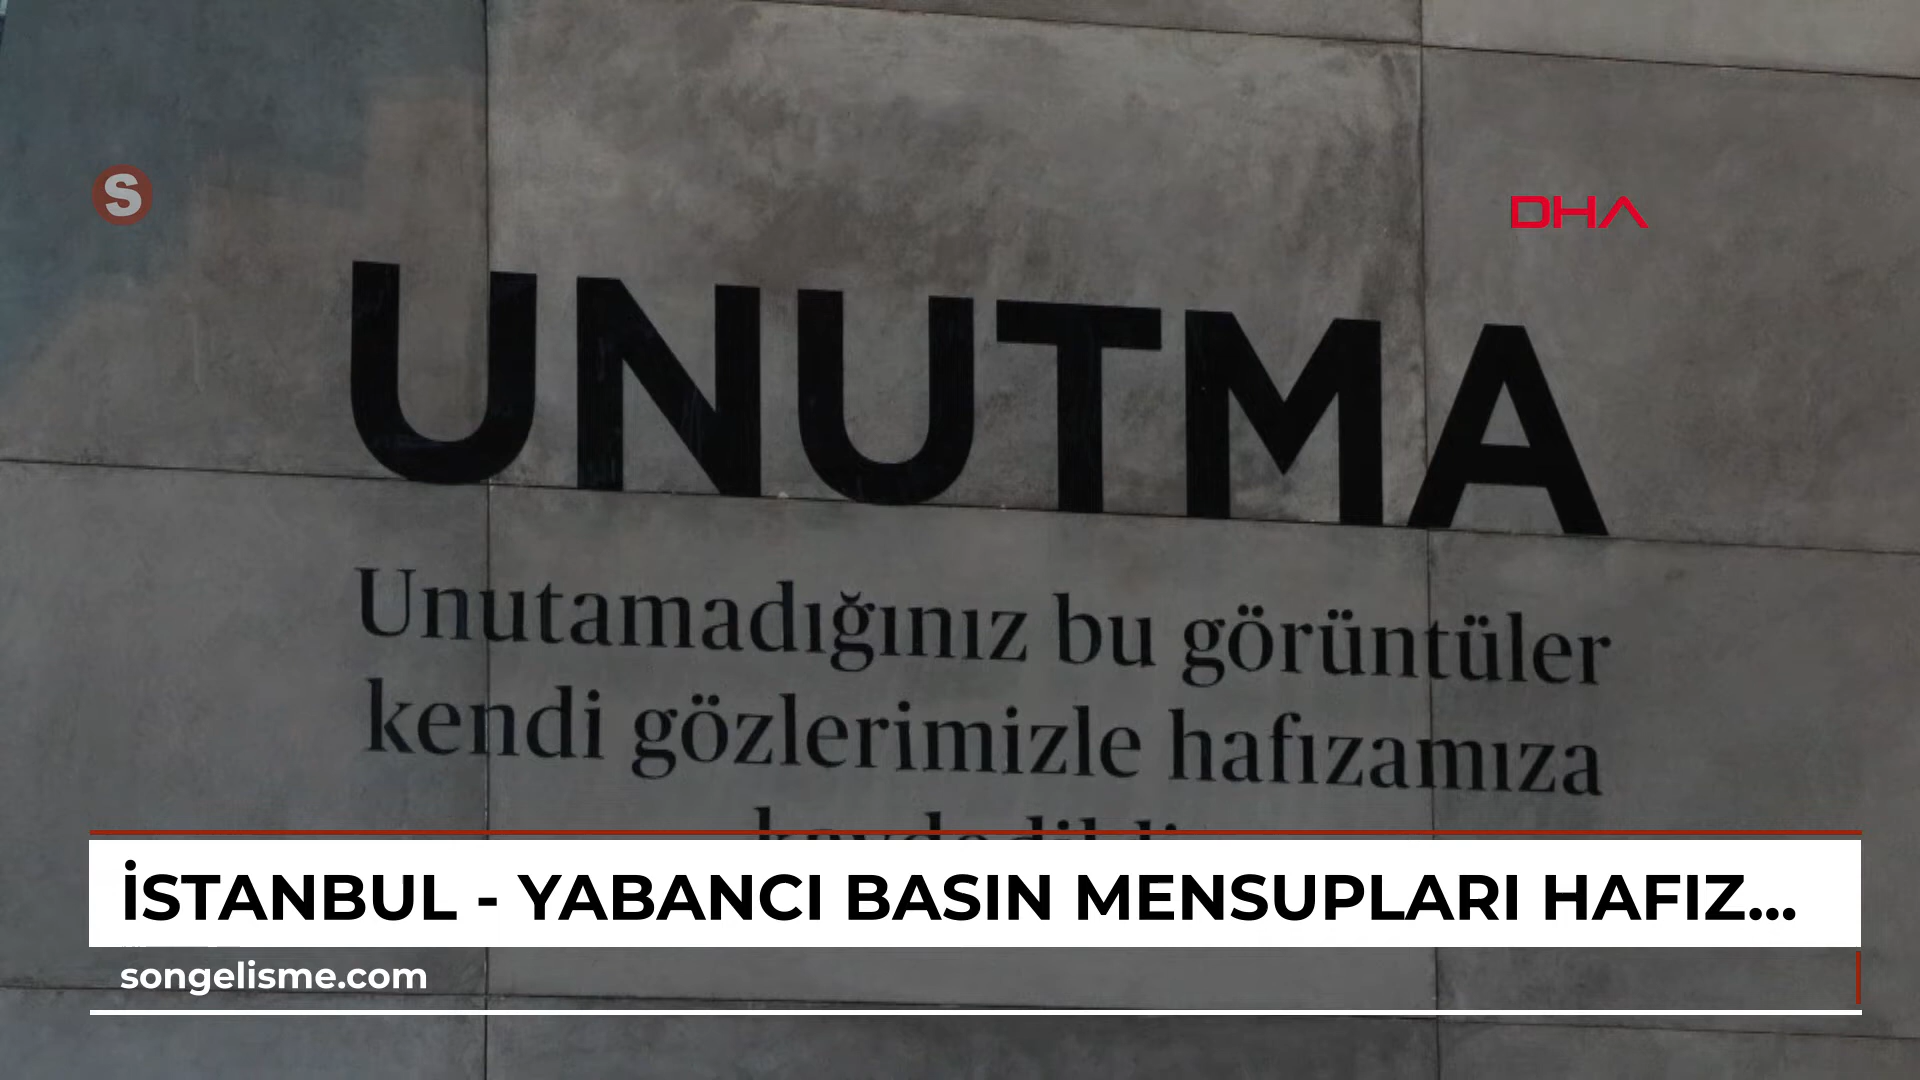 S
DHA
UNUTMA
Unutamadığınız bu görüntüler
kendi gözlerimizle hafızamıza
İSTANBUL - YABANCI BASIN MENSUPLARI HAFIZ...
songelisme.com